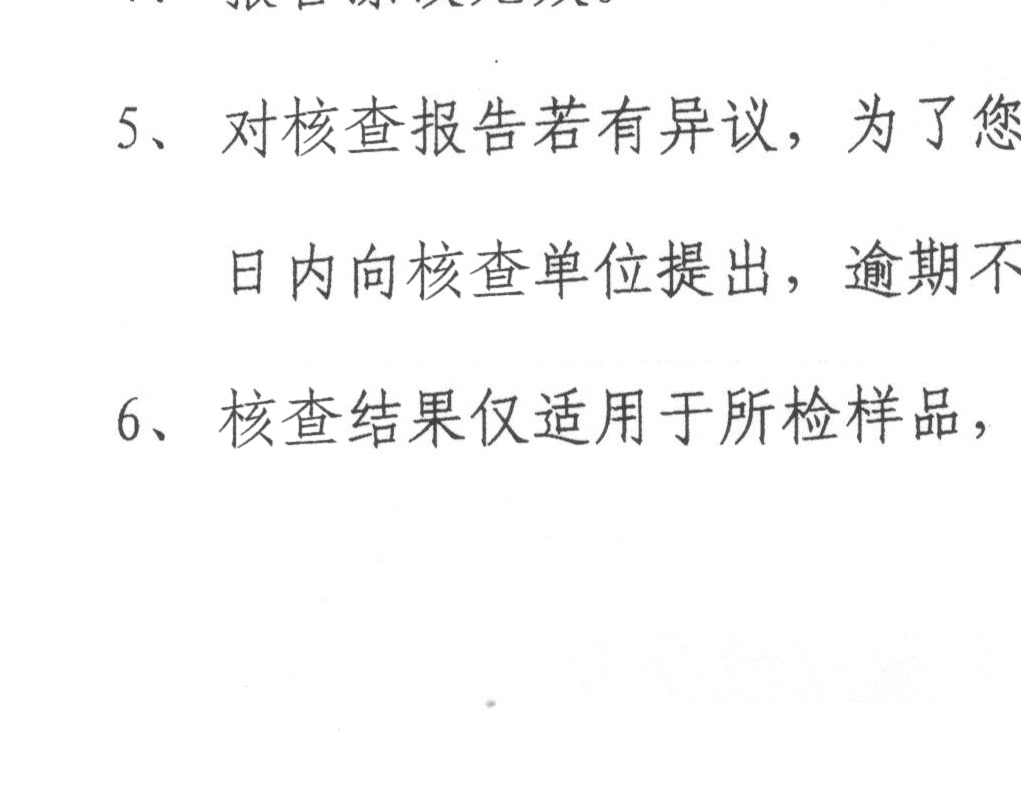 5、对核查报告若有异议，为了您
日内向核查单位提出，逾期不
6、核查结果仅适用于所检样品，